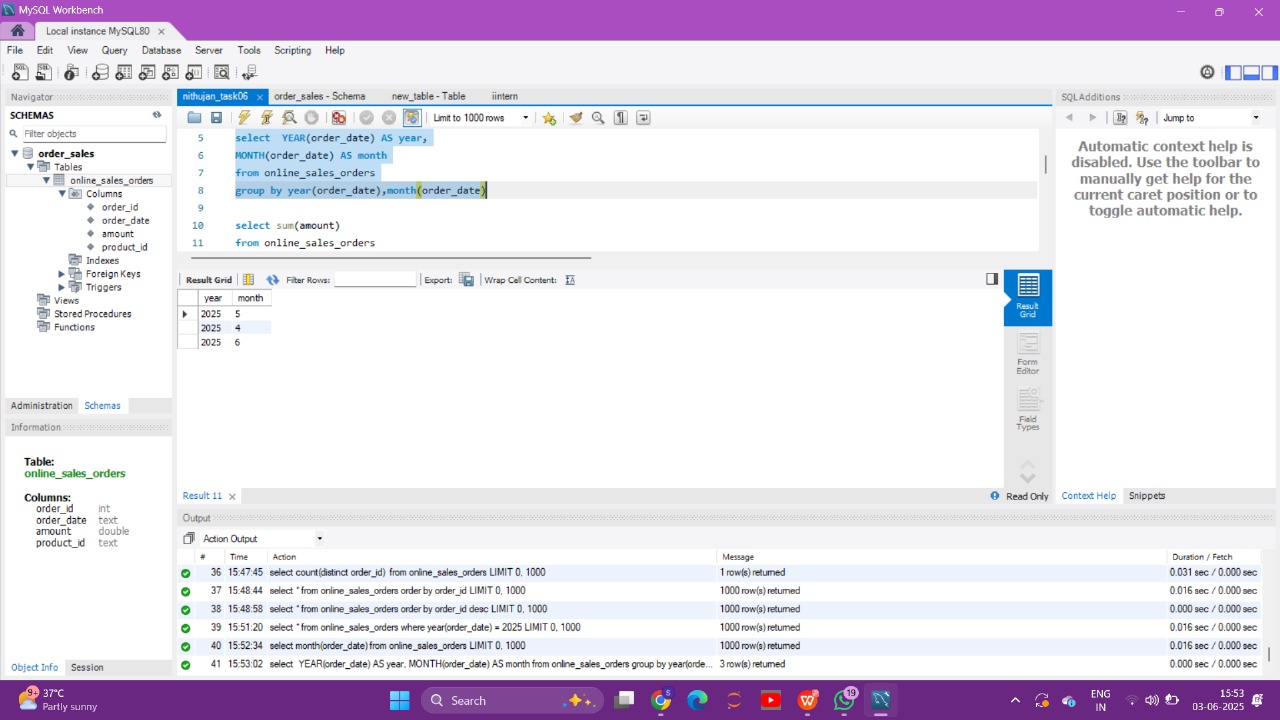 MySQL Workbench
Local instance MySQL80
File Edit View Query Database Server Tools Scripting Help
Navigator
SCHEMAS
Filter objects
order_sales
Tables
online_sales_orders
Columns
order_id
order_date
amount
product_id
Indexes
Foreign Keys
Triggers
Views
Stored Procedures
Functions
Administration Schemas
Information
Table:
online_sales_orders
Columns:
order_id int
order_date text
amount double
product_id text
Object Info Session
nithujan_task06 order_sales - Schema new_table - Table iintern
Limit to 1000 rows
5 select  YEAR(order_date) AS year,
6 MONTH(order_date) AS month
7 from online_sales_orders
8 group by year(order_date),month(order_date)
9
10 select sum(amount)
11 from online_sales_orders
Result Grid Filter Rows: Export: Wrap Cell Content:
year month
2025 5
2025 4
2025 6
Result Grid
Form Editor
Field Types
Result 11
Read Only
Output
Action Output
# Time Action Message Duration / Fetch
36 15:47:45 select count(distinct order_id) from online_sales_orders LIMIT 0, 1000 1 row(s) returned 0.031 sec / 0.000 sec
37 15:48:44 select * from online_sales_orders order by order_id LIMIT 0, 1000 1000 row(s) returned 0.016 sec / 0.000 sec
38 15:48:58 select * from online_sales_orders order by order_id desc LIMIT 0, 1000 1000 row(s) returned 0.000 sec / 0.000 sec
39 15:51:20 select * from online_sales_orders where year(order_date) = 2025 LIMIT 0, 1000 1000 row(s) returned 0.016 sec / 0.000 sec
40 15:52:34 select month(order_date) from online_sales_orders LIMIT 0, 1000 1000 row(s) returned 0.016 sec / 0.000 sec
41 15:53:02 select  YEAR(order_date) AS year, MONTH(order_date) AS month from online_sales_orders group by year(orde... 3 row(s) returned 0.000 sec / 0.000 sec
SQLAdditions
Jump to
Automatic context help is
disabled. Use the toolbar to
manually get help for the
current caret position or to
toggle automatic help.
Context Help Snippets
9+
37°C
Partly sunny
Search
S
19
ENG
IN
15:53
03-06-2025